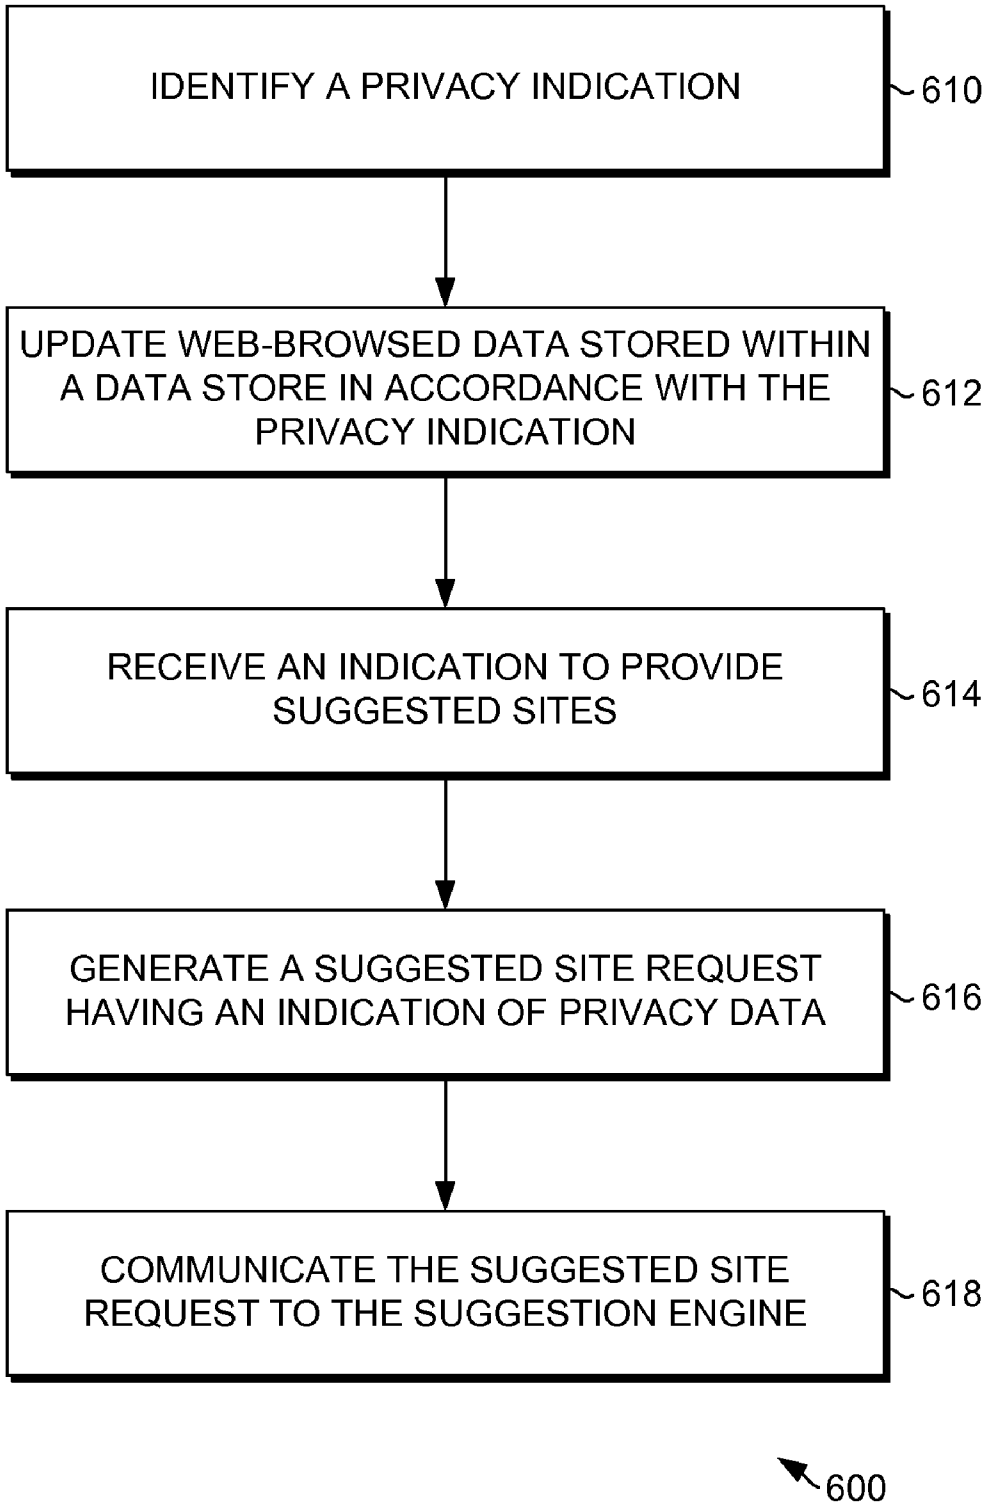 IDENTIFY A PRIVACY INDICATION
610
UPDATE WEB-BROWSED DATA STORED WITHIN
A DATA STORE IN ACCORDANCE WITH THE
PRIVACY INDICATION
612
RECEIVE AN INDICATION TO PROVIDE
SUGGESTED SITES
614
GENERATE A SUGGESTED SITE REQUEST
HAVING AN INDICATION OF PRIVACY DATA
616
COMMUNICATE THE SUGGESTED SITE
REQUEST TO THE SUGGESTION ENGINE
618
600